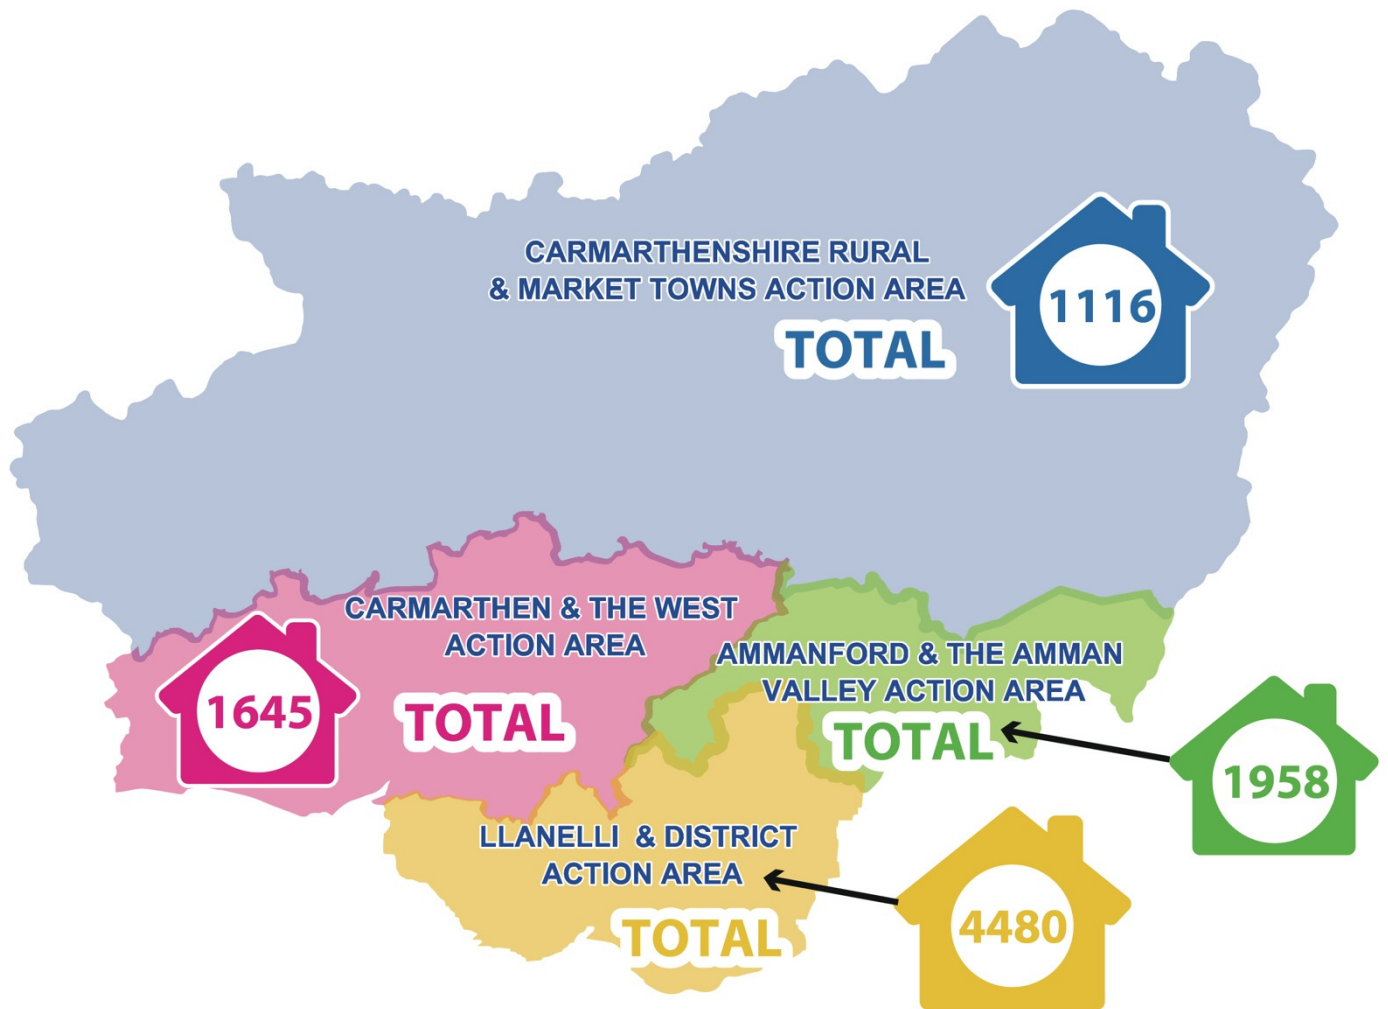 CARMARTHENSHIRE RURAL
& MARKET TOWNS ACTION AREA
TOTAL
1116
CARMARTHEN & THE WEST
ACTION AREA
TOTAL
1645
AMMANFORD & THE AMMAN
VALLEY ACTION AREA
TOTAL
1958
LLANELLI & DISTRICT
ACTION AREA
TOTAL
4480